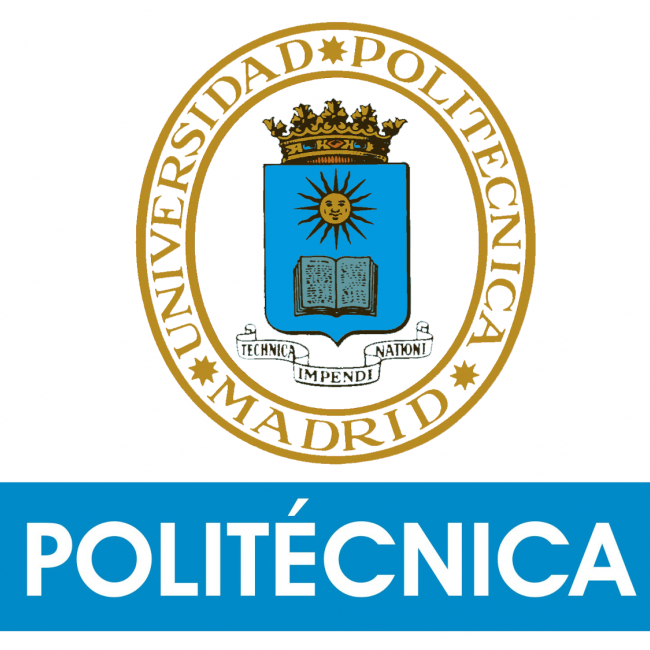 UNIVERSIDAD POLITECNICA
MADRID
TECHNICA IMPENDI NATIONI
POLITÉCNICA